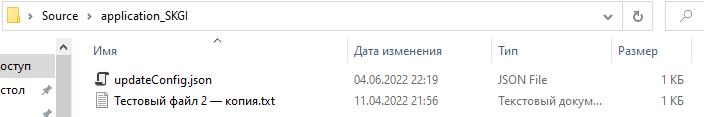 Source > application_SKGI
Имя Дата изменения Тип Размер
оступ updateConfig.json 04.06.2022 22:19 JSON File 1 КБ
стол Тестовый файл 2 — копия.txt 11.04.2022 21:56 Текстовый докум... 1 КБ